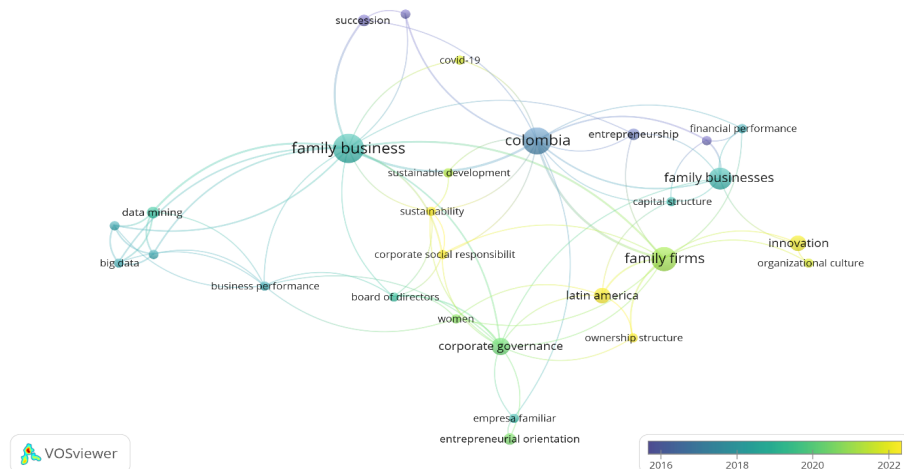 succession
covid-19
family business
colombia
entrepreneurship
financial performance
sustainable development
family businesses
capital structure
data mining
sustainability
innovation
corporate social responsibilit
family firms
big data
organizational culture
business performance
board of directors
latin america
women
ownership structure
corporate governance
empresa familiar
entrepreneurial orientation
VOSviewer
2016 2018 2020 2022